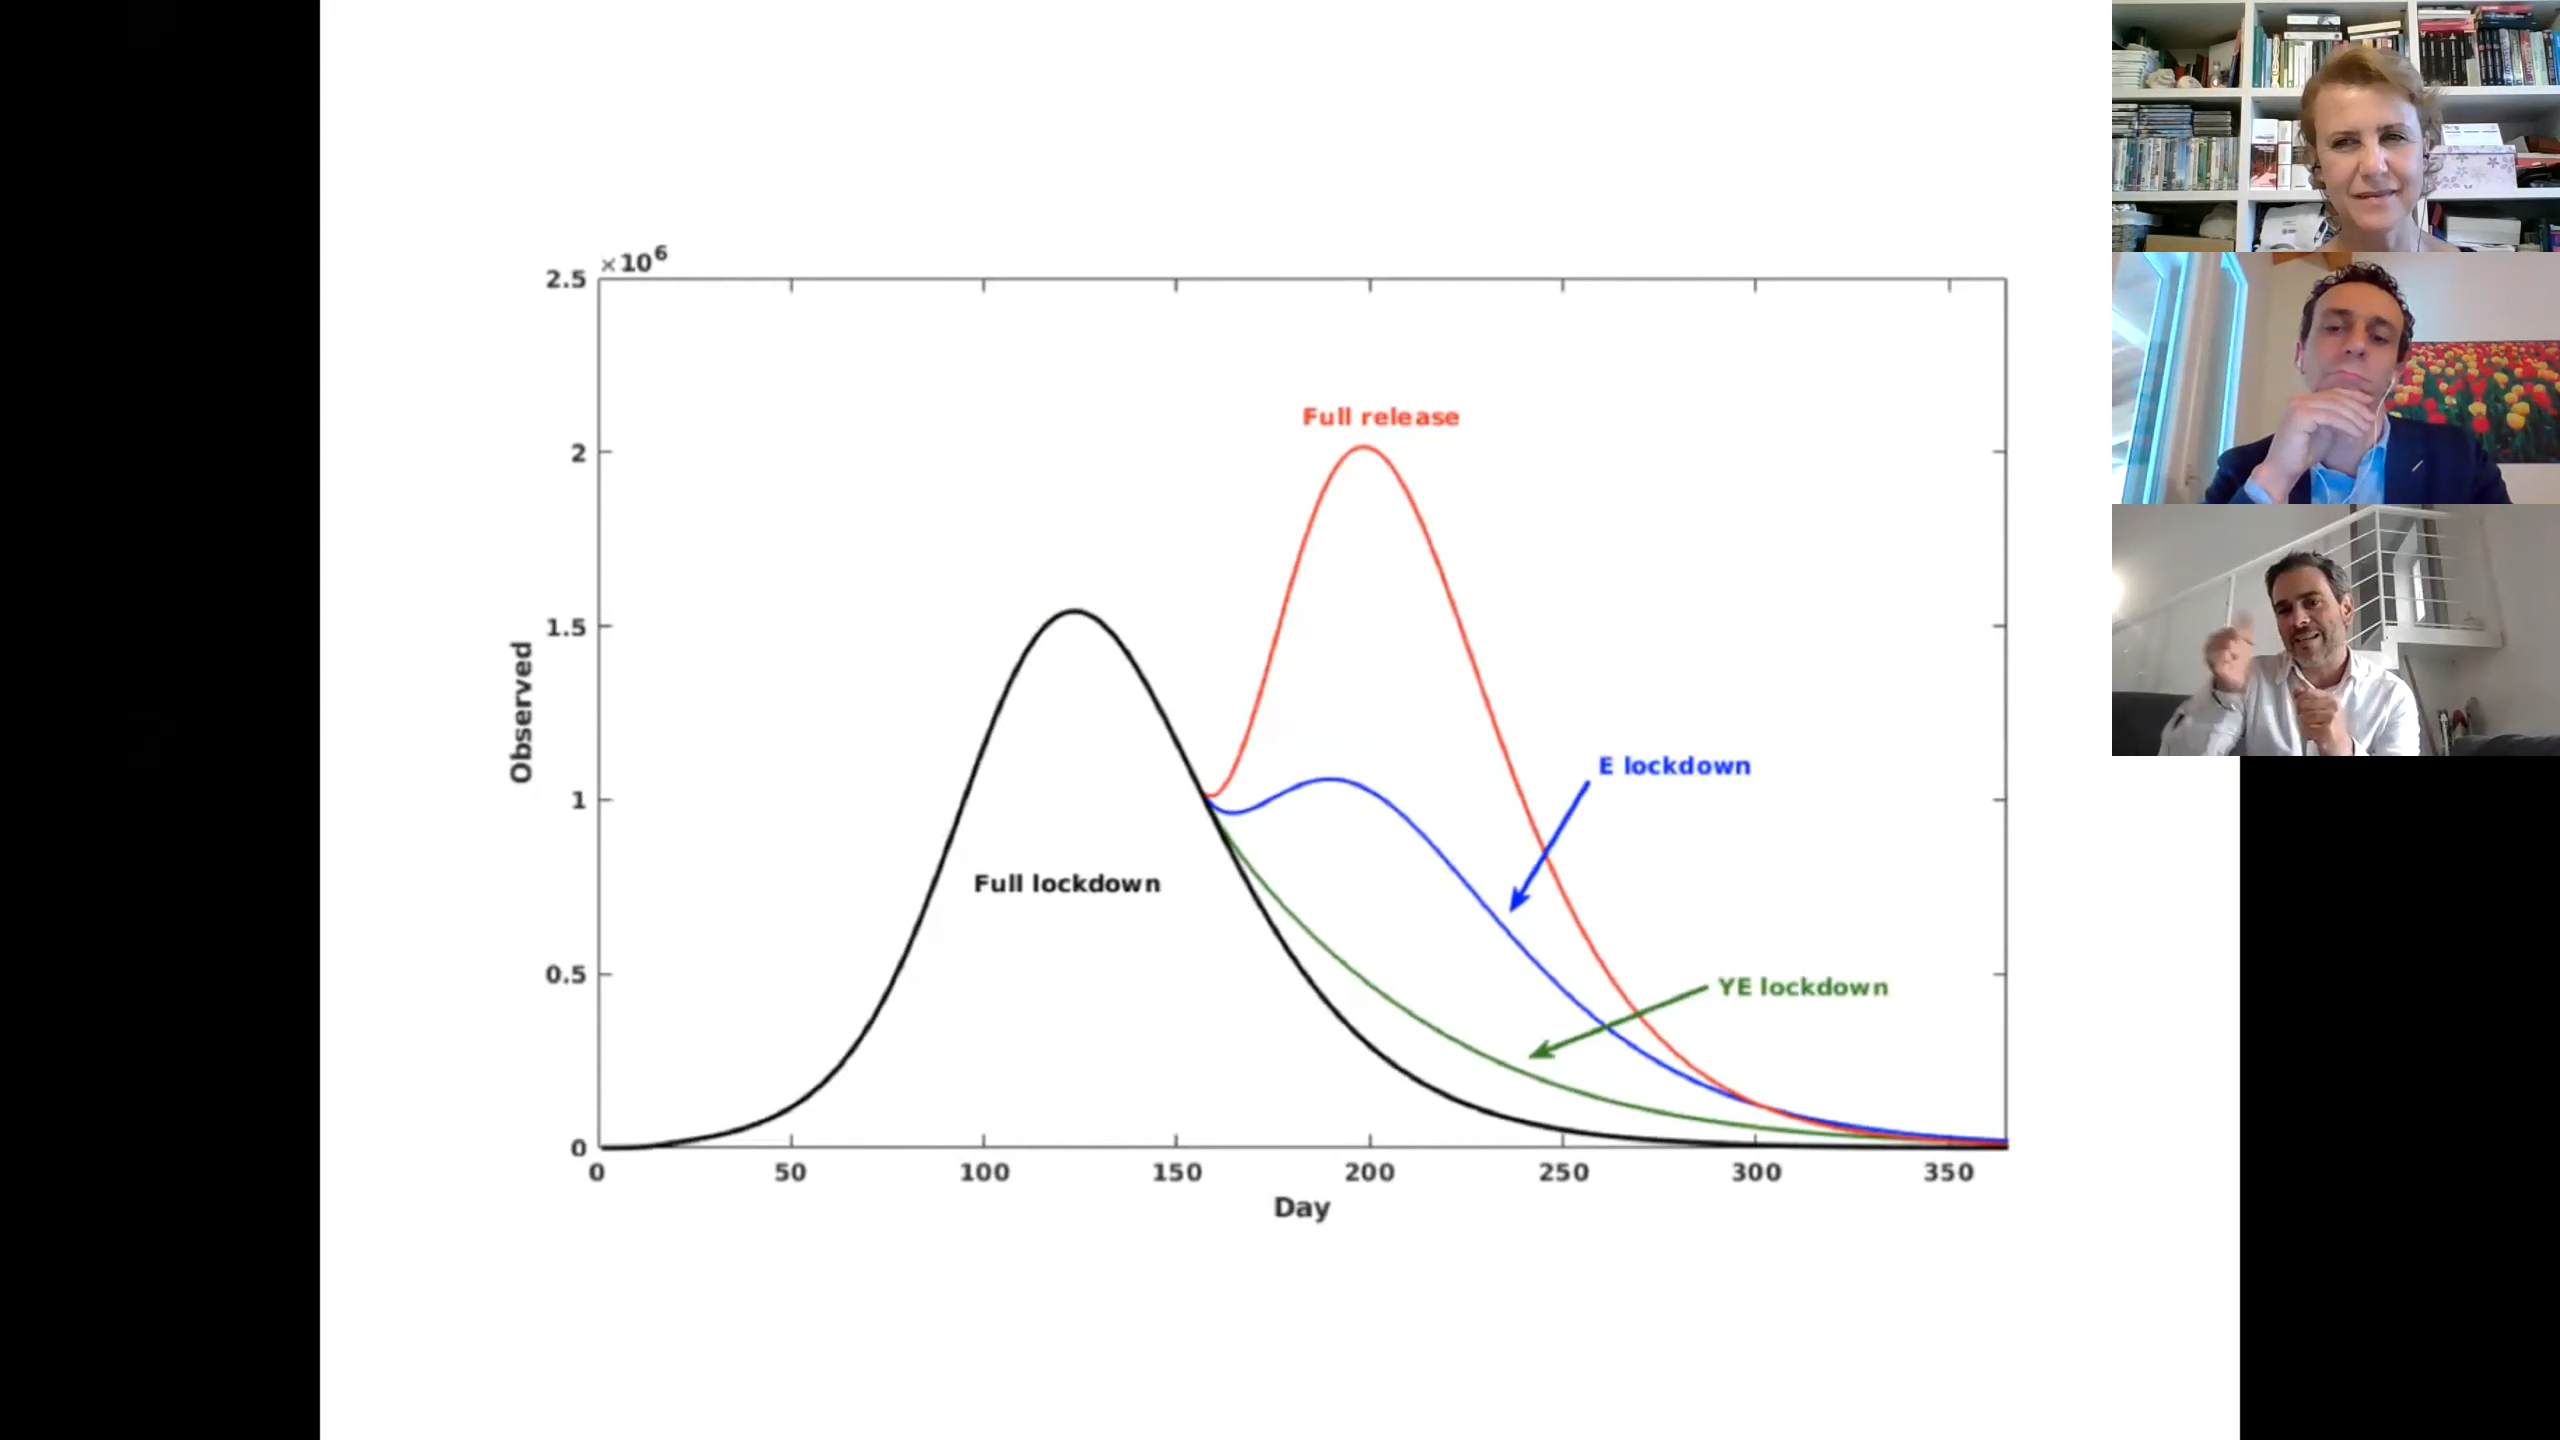 ×10⁶
2.5
2
1.5
1
0.5
0
Observed
Full release
E lockdown
Full lockdown
YE lockdown
0 50 100 150 200 250 300 350
Day